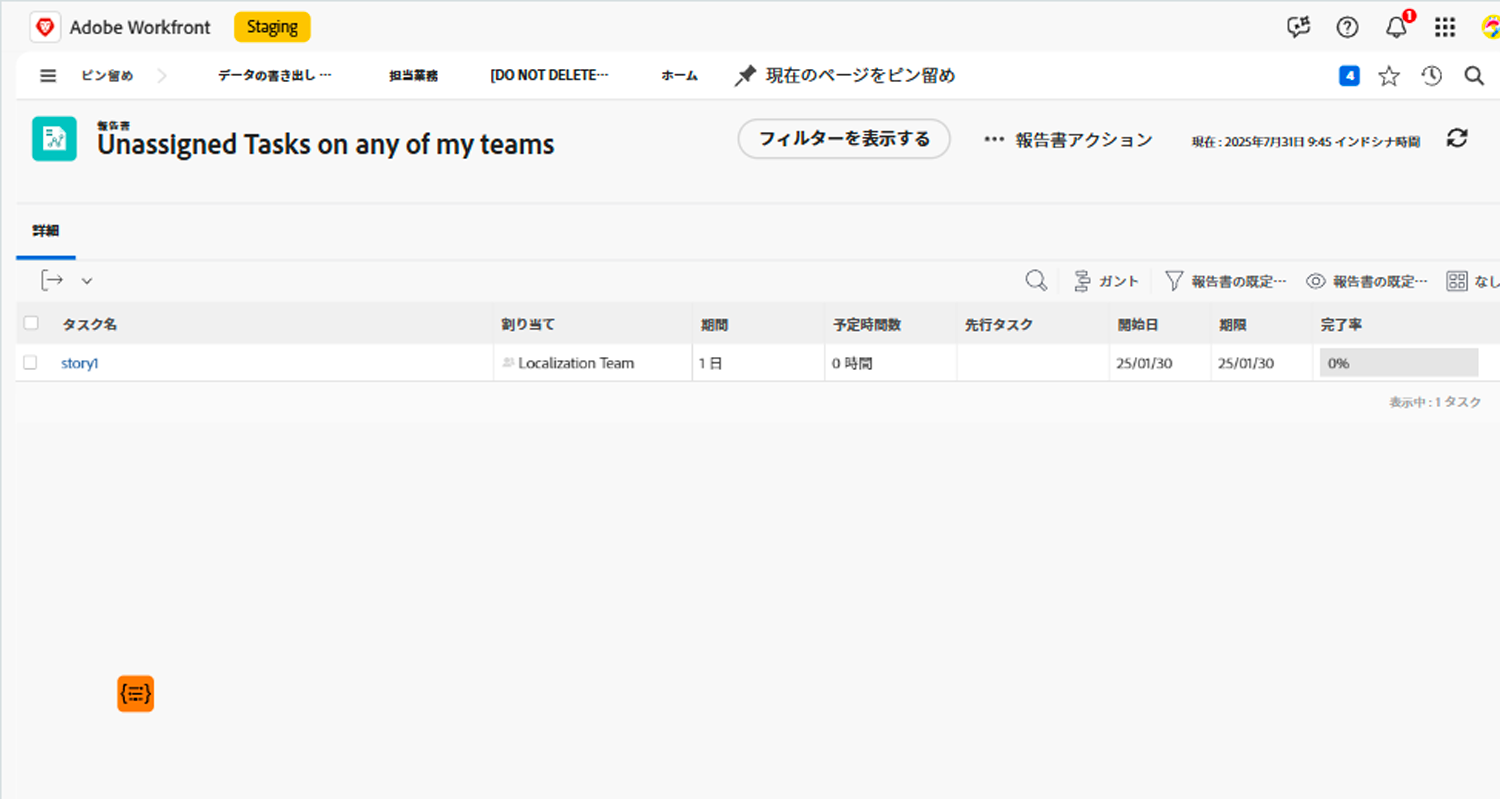 Adobe Workfront Staging 1
ピン留め データの書き出し … 担当業務 [DO NOT DELETE… ホーム 現在のページをピン留め 4
報告書
Unassigned Tasks on any of my teams フィルターを表示する 報告書アクション 現在 : 2025年7月31日 9:45 インドシナ時間
詳細
ガント 報告書の既定… 報告書の既定… なし
タスク名 割り当て 期間 予定時間数 先行タスク 開始日 期限 完了率
story1 Localization Team 1 日 0 時間 25/01/30 25/01/30 0%
表示中 : 1 タスク